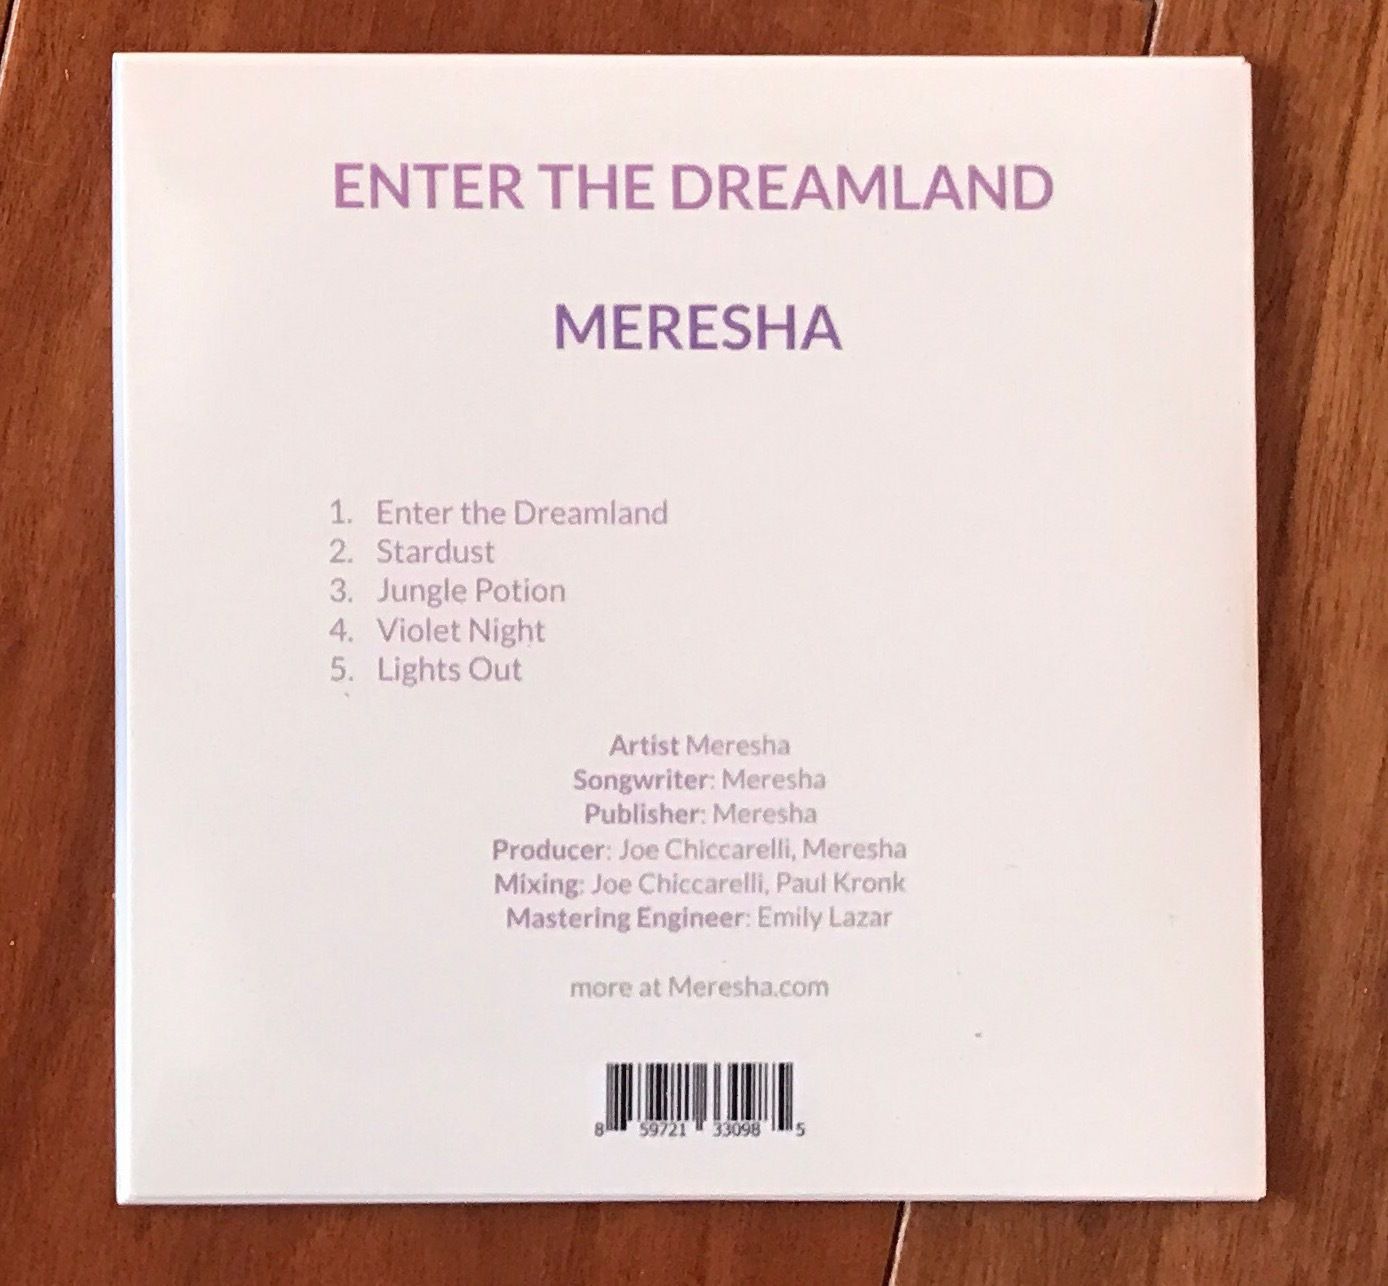 ENTER THE DREAMLAND
MERESHA
1. Enter the Dreamland
2. Stardust
3. Jungle Potion
4. Violet Night
5. Lights Out
Artist Meresha
Songwriter: Meresha
Publisher: Meresha
Producer: Joe Chiccarelli, Meresha
Mixing: Joe Chiccarelli, Paul Kronk
Mastering Engineer: Emily Lazar
more at Meresha.com
8 59721 33098 5